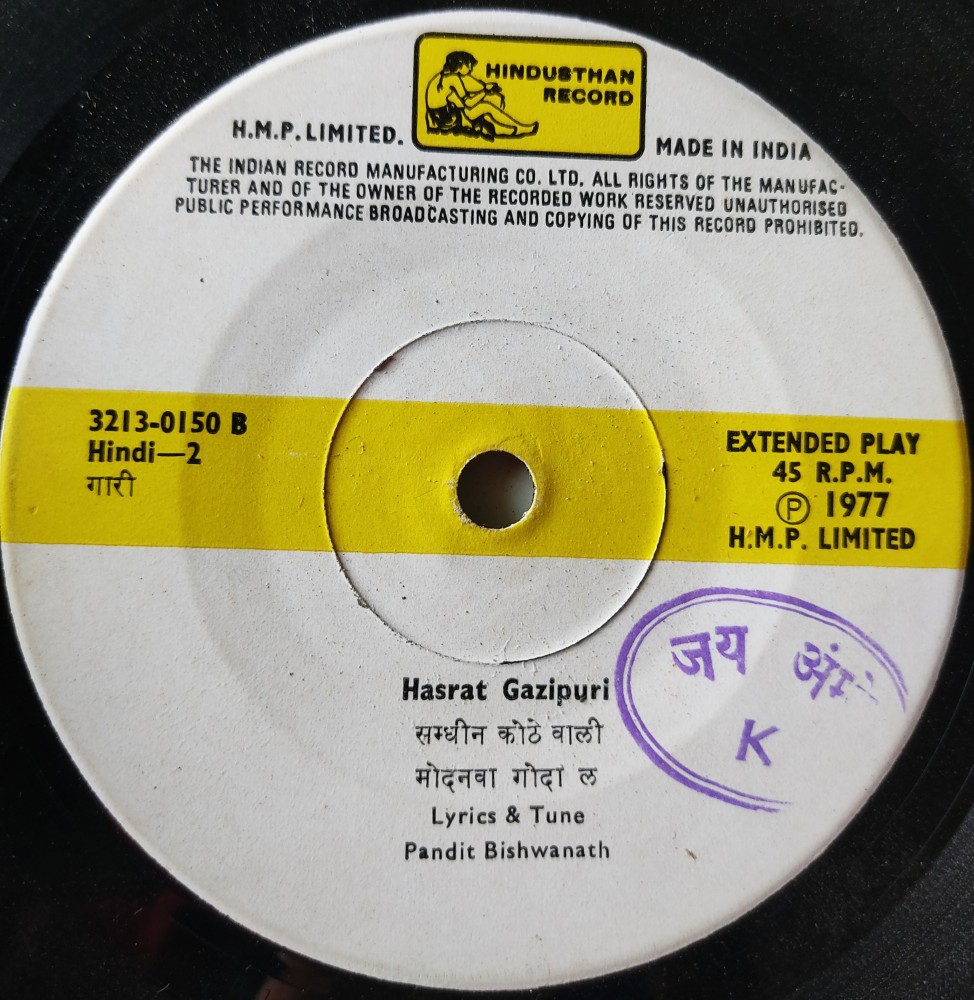 HINDUSTHAN
RECORD
H.M.P. LIMITED.
MADE IN INDIA
THE INDIAN RECORD MANUFACTURING CO. LTD. ALL RIGHTS OF THE MANUFAC-
TURER AND OF THE OWNER OF THE RECORDED WORK RESERVED UNAUTHORISED
PUBLIC PERFORMANCE BROADCASTING AND COPYING OF THIS RECORD PROHIBITED.
3213-0150 B
Hindi—2
गारी
EXTENDED PLAY
45 R.P.M.
Ⓟ 1977
H.M.P. LIMITED
Hasrat Gazipuri
सम्धीन कोठे वाली
मोदनवा गोदा ल
Lyrics & Tune
Pandit Bishwanath
जय
K